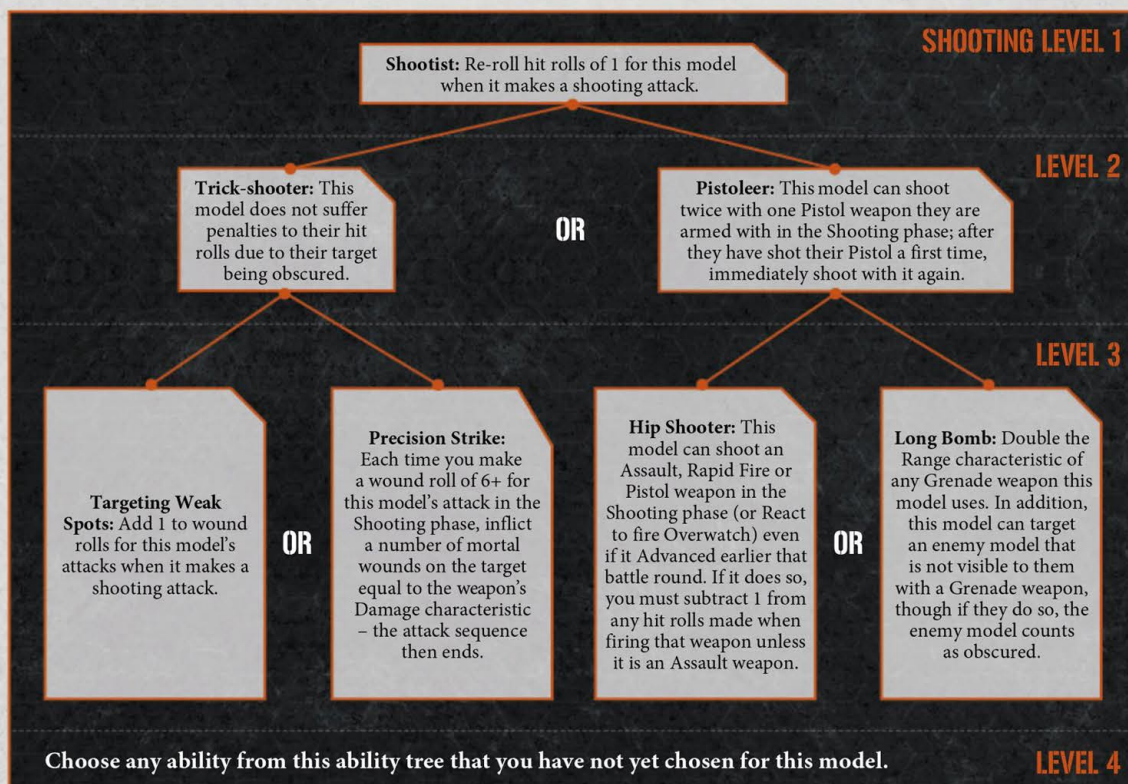 SHOOTING LEVEL 1
Shootist: Re-roll hit rolls of 1 for this model
when it makes a shooting attack.
LEVEL 2
Trick-shooter: This
model does not suffer
penalties to their hit
rolls due to their target
being obscured.
OR
Pistoleer: This model can shoot
twice with one Pistol weapon they are
armed with in the Shooting phase; after
they have shot their Pistol a first time,
immediately shoot with it again.
LEVEL 3
Targeting Weak
Spots: Add 1 to wound
rolls for this model's
attacks when it makes a
shooting attack.
OR
Precision Strike:
Each time you make
a wound roll of 6+ for
this model's attack in the
Shooting phase, inflict
a number of mortal
wounds on the target
equal to the weapon's
Damage characteristic
– the attack sequence
then ends.
Hip Shooter: This
model can shoot an
Assault, Rapid Fire or
Pistol weapon in the
Shooting phase (or React
to fire Overwatch) even
if it Advanced earlier that
battle round. If it does so,
you must subtract 1 from
any hit rolls made when
firing that weapon unless
it is an Assault weapon.
OR
Long Bomb: Double the
Range characteristic of
any Grenade weapon this
model uses. In addition,
this model can target
an enemy model that
is not visible to them
with a Grenade weapon,
though if they do so, the
enemy model counts
as obscured.
Choose any ability from this ability tree that you have not yet chosen for this model.
LEVEL 4